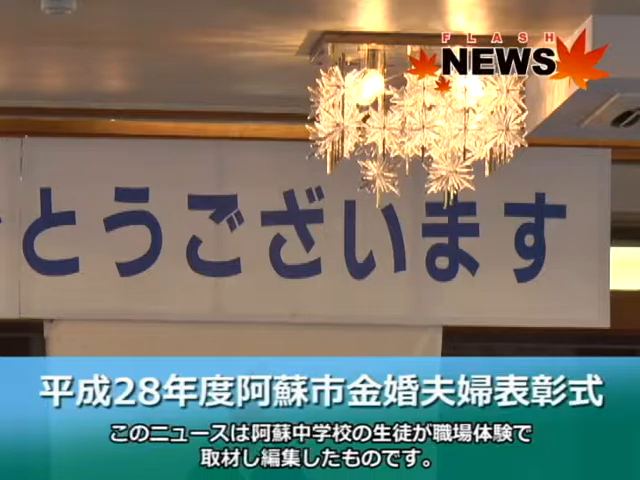 FLASH
NEWS
とうございます
平成28年度阿蘇市金婚夫婦表彰式
このニュースは阿蘇中学校の生徒が職場体験で
取材し編集したものです。